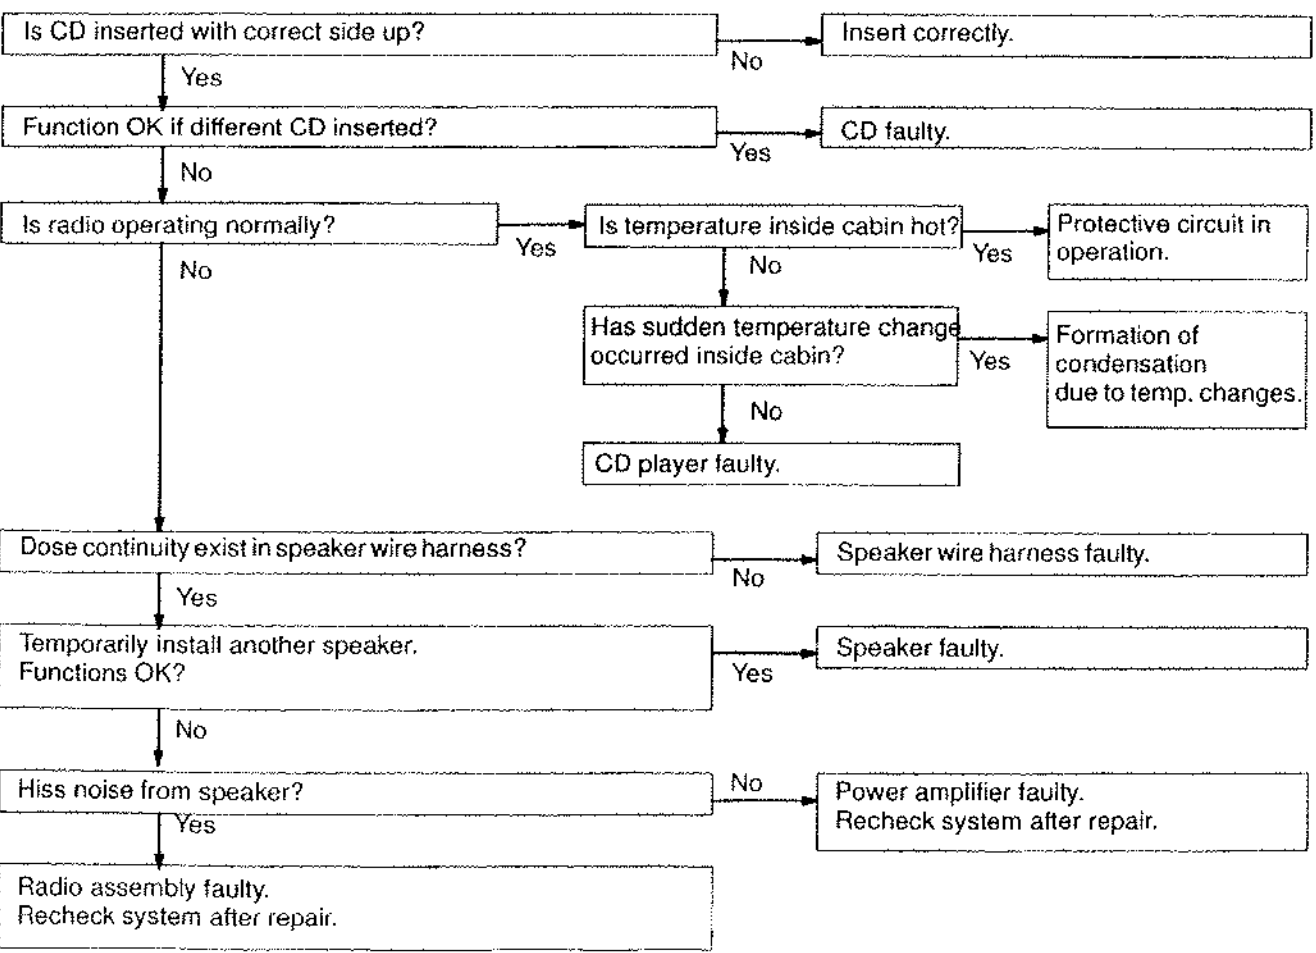 Is CD inserted with correct side up?
No
Insert correctly.
Yes
Function OK if different CD inserted?
Yes
CD faulty.
No
Is radio operating normally?
Yes
Is temperature inside cabin hot?
Yes
Protective circuit in
operation.
No
No
Has sudden temperature change
occurred inside cabin?
Yes
Formation of
condensation
due to temp. changes.
No
CD player faulty.
Dose continuity exist in speaker wire harness?
No
Speaker wire harness faulty.
Yes
Temporarily install another speaker.
Functions OK?
Yes
Speaker faulty.
No
Hiss noise from speaker?
No
Power amplifier faulty.
Recheck system after repair.
Yes
Radio assembly faulty.
Recheck system after repair.